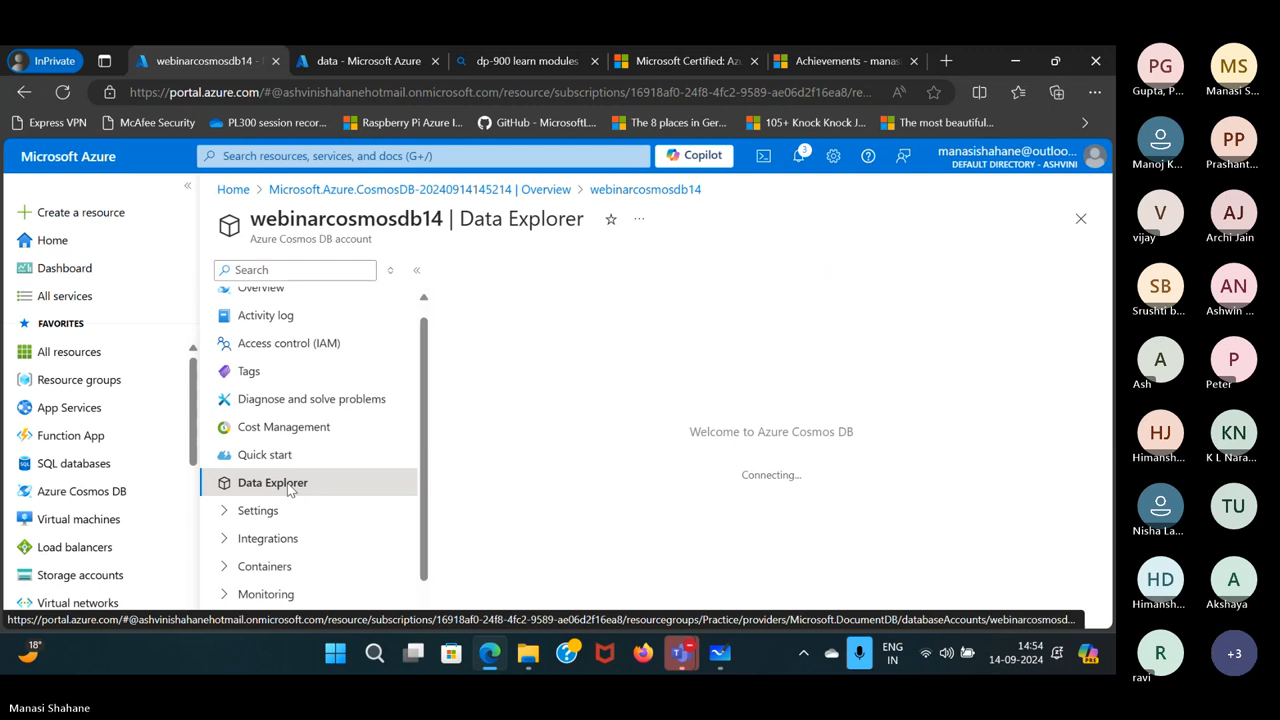 InPrivate
webinarcosmosdb14 -
data - Microsoft Azure
dp-900 learn modules
Microsoft Certified: Azu
Achievements - manasi
https://portal.azure.com/#@ashvinishahanehotmail.onmicrosoft.com/resource/subscriptions/16918af0-24f8-4fc2-9589-ae06d2f16ea8/re...
Express VPN
McAfee Security
PL300 session recor...
Raspberry Pi Azure I...
GitHub - MicrosoftL...
The 8 places in Ger...
105+ Knock Knock J...
The most beautiful...
Microsoft Azure
Search resources, services, and docs (G+/)
Copilot
3
manasishahane@outloo...
DEFAULT DIRECTORY - ASHVINI
Create a resource
Home
Dashboard
All services
FAVORITES
All resources
Resource groups
App Services
Function App
SQL databases
Azure Cosmos DB
Virtual machines
Load balancers
Storage accounts
Virtual networks
Home > Microsoft.Azure.CosmosDB-20240914145214 | Overview > webinarcosmosdb14
webinarcosmosdb14 | Data Explorer
Azure Cosmos DB account
Search
Overview
Activity log
Access control (IAM)
Tags
Diagnose and solve problems
Cost Management
Quick start
Data Explorer
Settings
Integrations
Containers
Monitoring
Welcome to Azure Cosmos DB
Connecting...
https://portal.azure.com/#@ashvinishahanehotmail.onmicrosoft.com/resource/subscriptions/16918af0-24f8-4fc2-9589-ae06d2f16ea8/resourcegroups/Practice/providers/Microsoft.DocumentDB/databaseAccounts/webinarcosmosd...
18°
ENG
IN
14:54
14-09-2024
PG
Gupta, P...
MS
Manasi S...
Manoj K...
PP
Prashant...
V
vijay
AJ
Archi Jain
SB
Srushti b...
AN
Ashwin ...
A
Ash
P
Peter
HJ
Himansh...
KN
K L Nara...
Nisha La...
TU
HD
Himansh...
A
Akshaya
R
ravi
+3
Manasi Shahane